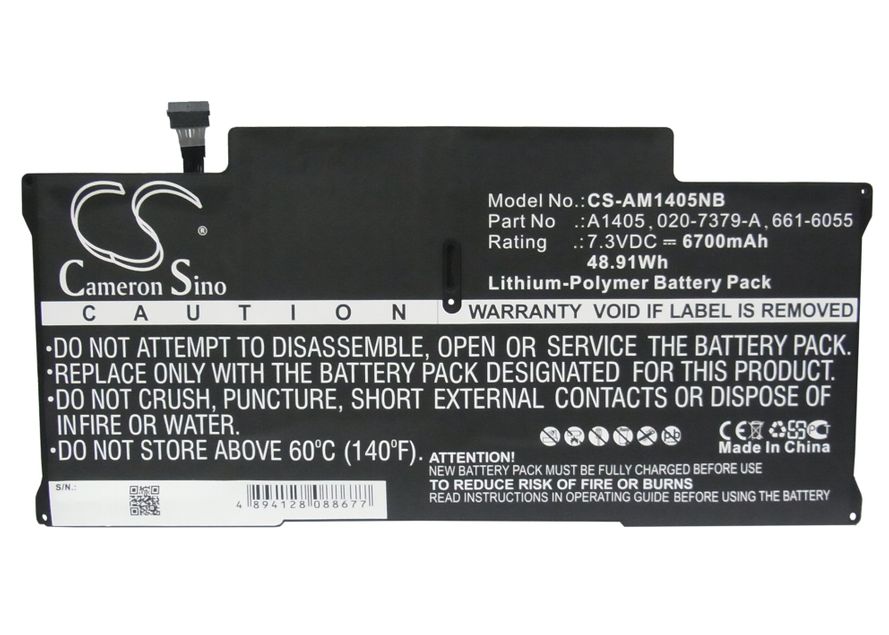 Model No.:CS-AM1405NB
Part No :A1405,020-7379-A,661-6055
Rating :7.3VDC ⎓ 6700mAh
48.91Wh
Lithium-Polymer Battery Pack
CS
®
Cameron Sino
CAUTION
WARRANTY VOID IF LABEL IS REMOVED
•DO NOT ATTEMPT TO DISASSEMBLE, OPEN OR SERVICE THE BATTERY PACK.
•REPLACE ONLY WITH THE BATTERY PACK DESIGNATED FOR THIS PRODUCT.
•DO NOT CRUSH, PUNCTURE, SHORT EXTERNAL CONTACTS OR DISPOSE OF
INFIRE OR WATER.
•DO NOT STORE ABOVE 60ºC (140ºF).
CE
Made In China
ATTENTION!
NEW BATTERY PACK MUST BE FULLY CHARGED BEFORE USE
TO REDUCE RISK OF FIRE OR BURNS
READ INSTRUCTIONS IN OPERATING GUIDE BEFORE USING THE BATTERY
S/N.:
4 894128 088677